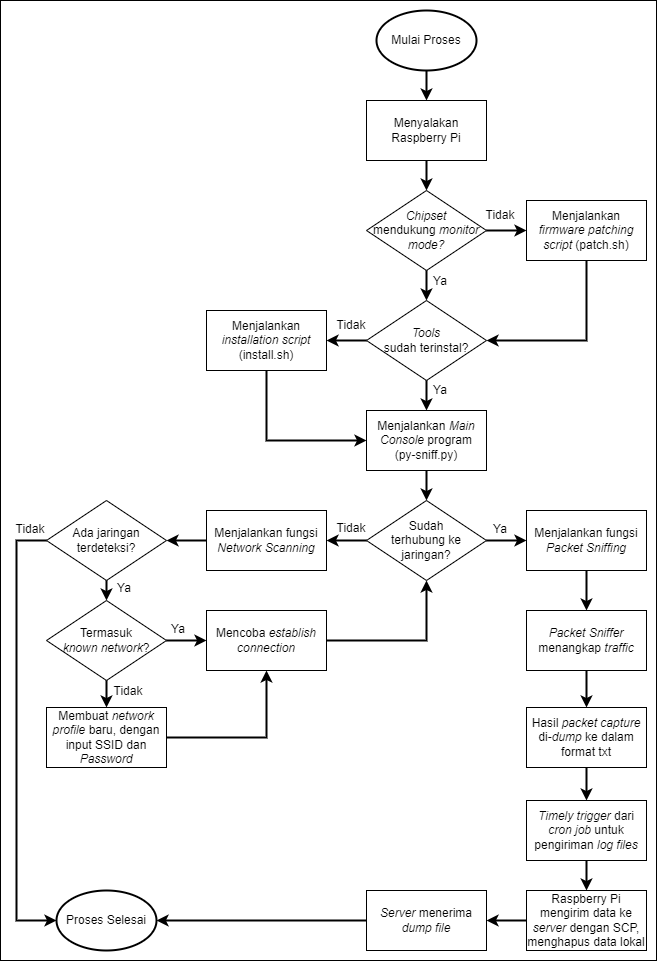 Mulai Proses
Menyalakan
Raspberry Pi
Chipset
mendukung monitor
mode?
Tidak
Menjalankan
firmware patching
script (patch.sh)
Ya
Tools
sudah terinstal?
Tidak
Menjalankan
installation script
(install.sh)
Ya
Menjalankan Main
Console program
(py-sniff.py)
Sudah
terhubung ke
jaringan?
Tidak
Menjalankan fungsi
Network Scanning
Ada jaringan
terdeteksi?
Tidak
Ya
Termasuk
known network?
Ya
Mencoba establish
connection
Tidak
Membuat network
profile baru, dengan
input SSID dan
Password
Ya
Menjalankan fungsi
Packet Sniffing
Packet Sniffer
menangkap traffic
Hasil packet capture
di-dump ke dalam
format txt
Timely trigger dari
cron job untuk
pengiriman log files
Raspberry Pi
mengirim data ke
server dengan SCP,
menghapus data lokal
Server menerima
dump file
Proses Selesai